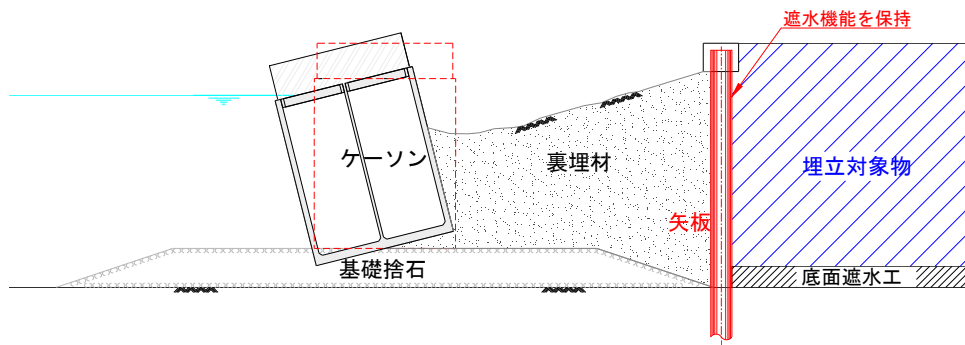 遮水機能を保持
ケーソン
裏埋材
埋立対象物
矢板
基礎捨石
底面遮水工